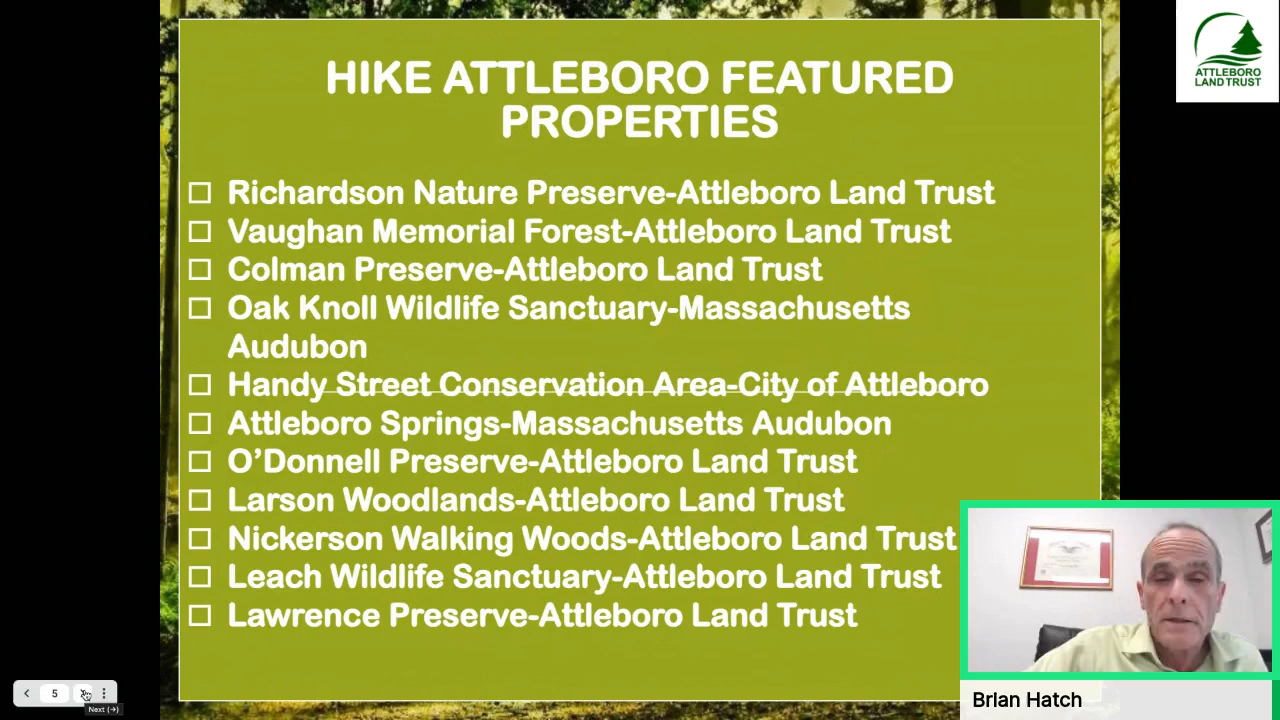 HIKE ATTLEBORO FEATURED
PROPERTIES
Richardson Nature Preserve-Attleboro Land Trust
Vaughan Memorial Forest-Attleboro Land Trust
Colman Preserve-Attleboro Land Trust
Oak Knoll Wildlife Sanctuary-Massachusetts
Audubon
Handy Street Conservation Area-City of Attleboro
Attleboro Springs-Massachusetts Audubon
O’Donnell Preserve-Attleboro Land Trust
Larson Woodlands-Attleboro Land Trust
Nickerson Walking Woods-Attleboro Land Trust
Leach Wildlife Sanctuary-Attleboro Land Trust
Lawrence Preserve-Attleboro Land Trust
ATTLEBORO
LAND TRUST
Brian Hatch
5
Next (→)